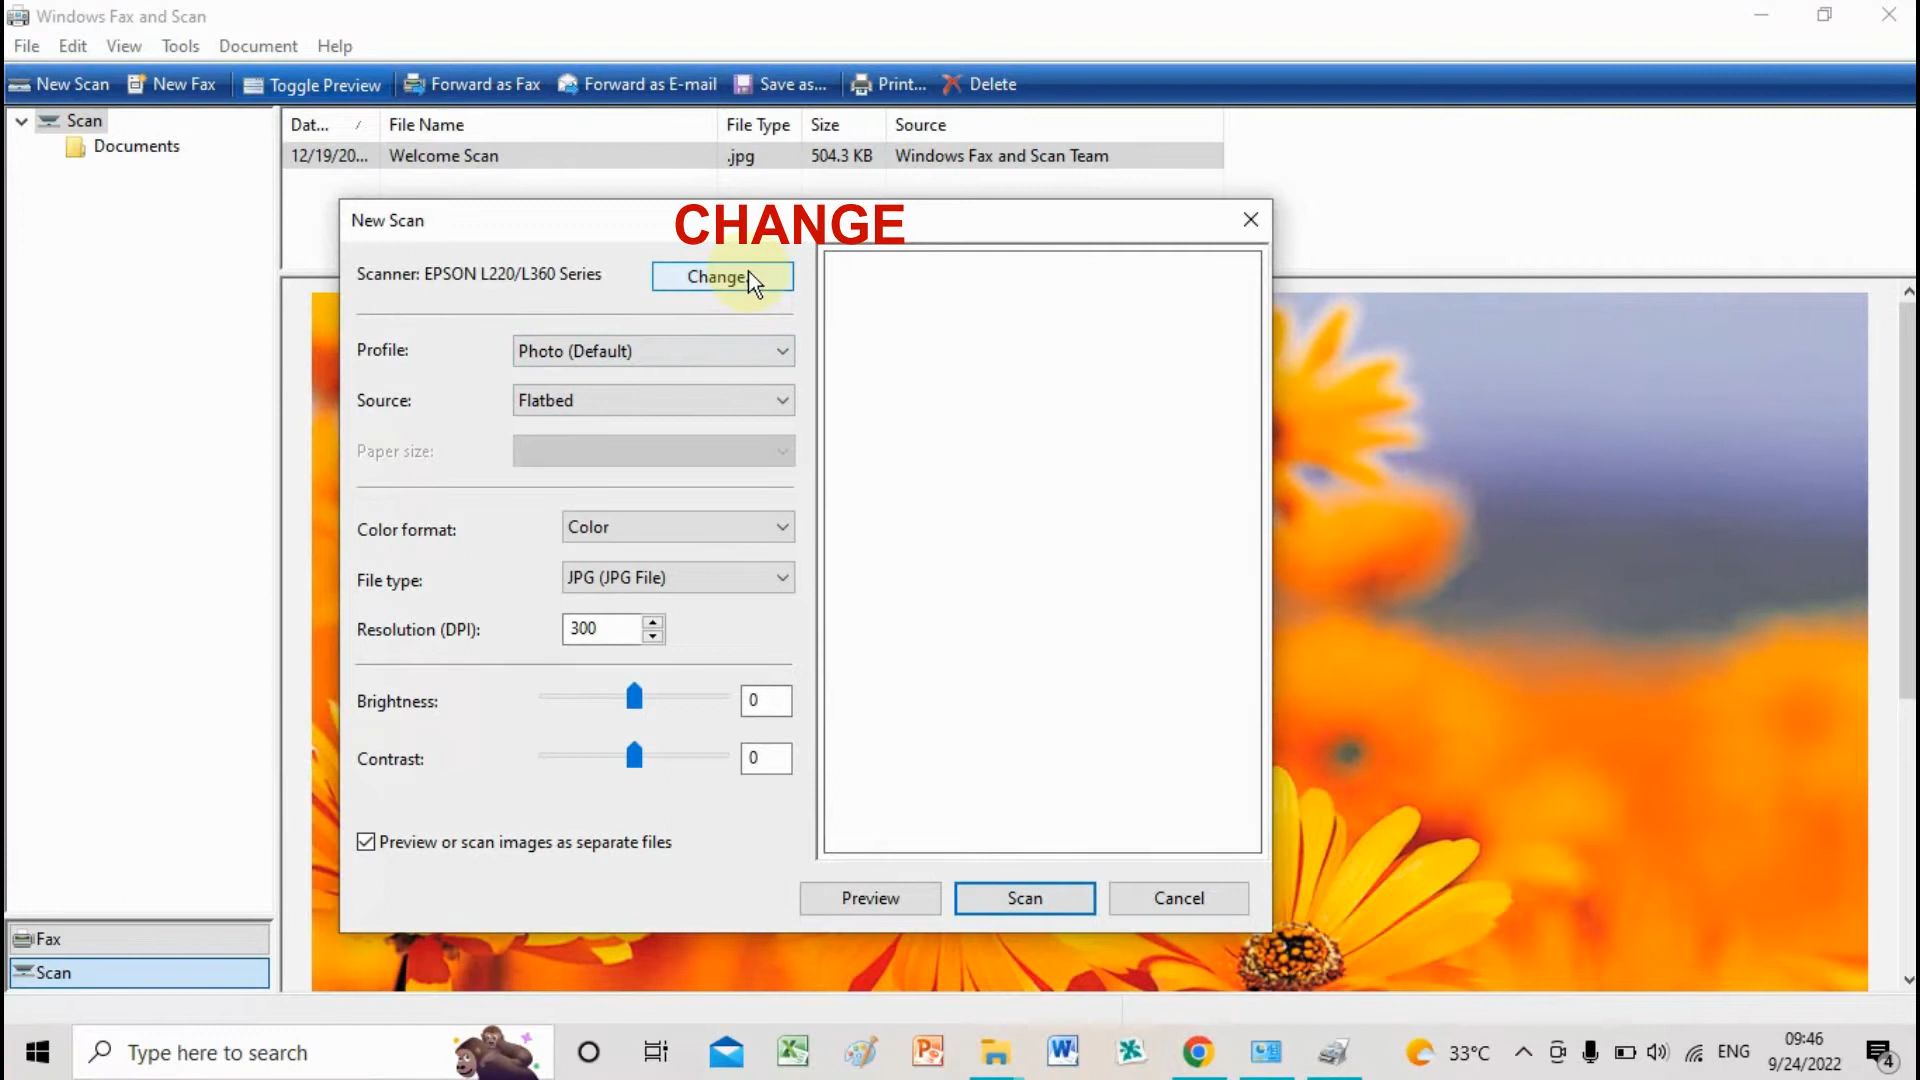 Windows Fax and Scan
File Edit View Tools Document Help
New Scan New Fax Toggle Preview Forward as Fax Forward as E-mail Save as... Print... Delete
Scan
Documents
Dat... File Name File Type Size Source
12/19/20... Welcome Scan .jpg 504.3 KB Windows Fax and Scan Team
New Scan
CHANGE
Scanner: EPSON L220/L360 Series
Change...
Profile: Photo (Default)
Source: Flatbed
Paper size:
Color format: Color
File type: JPG (JPG File)
Resolution (DPI): 300
Brightness: 0
Contrast: 0
Preview or scan images as separate files
Preview Scan Cancel
Fax
Scan
Type here to search
33°C
ENG
09:46
9/24/2022
4